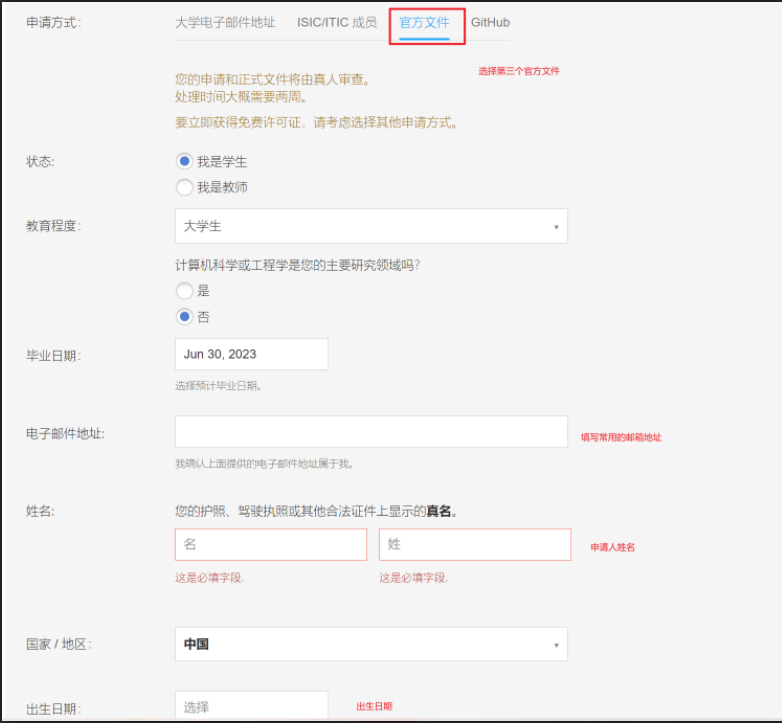 申请方式: 大学电子邮件地址 ISIC/ITIC 成员 官方文件 GitHub
选择第三个官方文件
您的申请和正式文件将由真人审查。
处理时间大概需要两周。
要立即获得免费许可证，请考虑选择其他申请方式。
状态: 我是学生
我是教师
教育程度: 大学生
计算机科学或工程学是您的主要研究领域吗?
是
否
毕业日期: Jun 30, 2023
选择预计毕业日期。
电子邮件地址: 填写常用的邮箱地址
我确认上面提供的电子邮件地址属于我。
姓名: 您的护照、驾驶执照或其他合法证件上显示的真名。
名 姓 申请人姓名
这是必填字段. 这是必填字段.
国家 / 地区: 中国
出生日期: 选择 出生日期